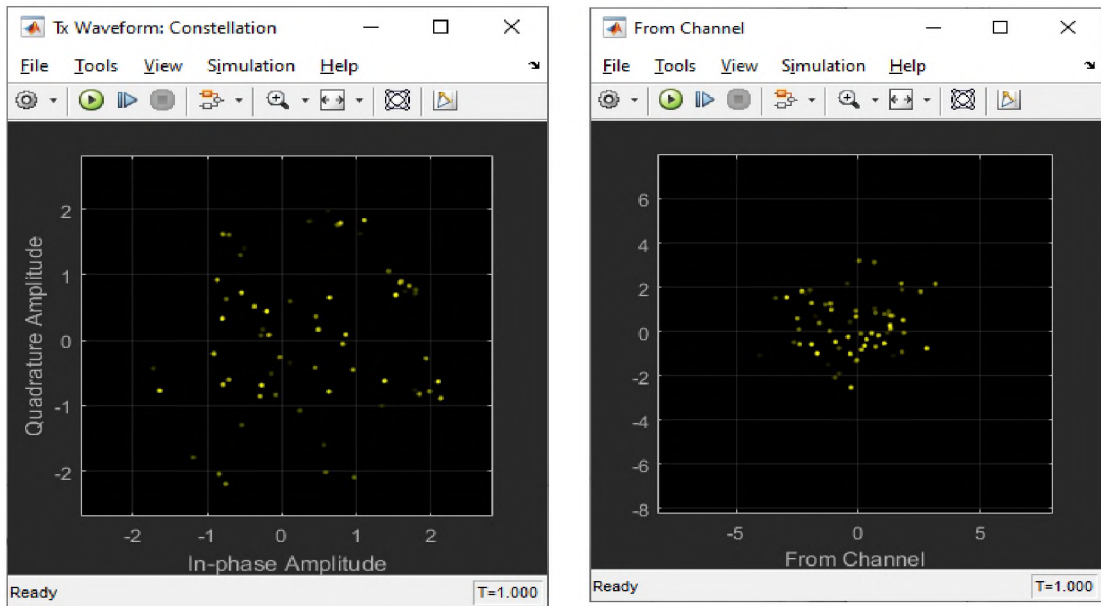 Tx Waveform: Constellation
File Tools View Simulation Help
2
1
0
-1
-2
Quadrature Amplitude
-2 -1 0 1 2
In-phase Amplitude
Ready T=1.000
From Channel
File Tools View Simulation Help
6
4
2
0
-2
-4
-6
-8
-5 0 5
From Channel
Ready T=1.000